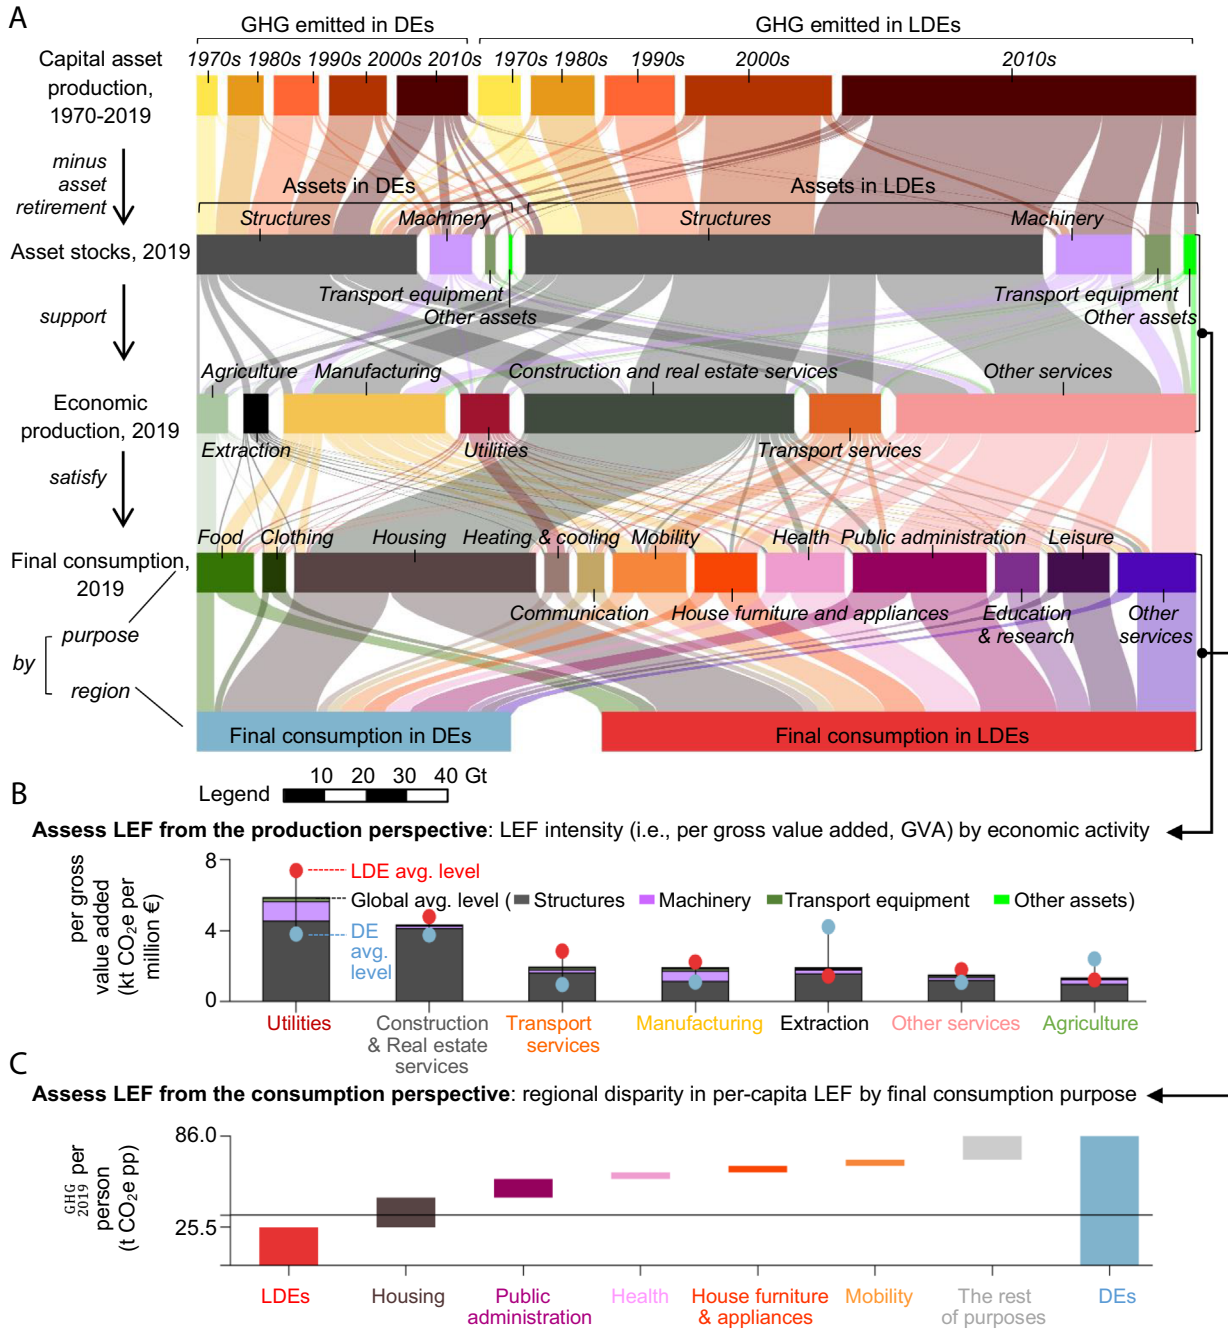 A
GHG emitted in DEs
GHG emitted in LDEs
Capital asset
production,
1970-2019
1970s 1980s 1990s 2000s 2010s 1970s 1980s 1990s 2000s 2010s
minus
asset
retirement
Assets in DEs
Assets in LDEs
Structures Machinery Structures Machinery
Asset stocks, 2019
Transport equipment
Other assets
Transport equipment
Other assets
support
Agriculture Manufacturing Construction and real estate services Other services
Economic
production, 2019
Extraction Utilities Transport services
satisfy
Food Clothing Housing Heating & cooling Mobility Health Public administration Leisure
Final consumption,
2019
Communication House furniture and appliances Education
& research
Other
services
purpose
by
region
Final consumption in DEs
Final consumption in LDEs
Legend 10 20 30 40 Gt
B
Assess LEF from the production perspective: LEF intensity (i.e., per gross value added, GVA) by economic activity
per gross
value added
(kt CO2e per
million €)
8
4
0
LDE avg. level
Global avg. level ( Structures Machinery Transport equipment Other assets)
DE
avg.
level
Utilities
Construction
& Real estate
services
Transport
services
Manufacturing
Extraction
Other services
Agriculture
C
Assess LEF from the consumption perspective: regional disparity in per-capita LEF by final consumption purpose
GHG
2019 per
person
(t CO2e pp)
86.0
25.5
LDEs
Housing
Public
administration
Health
House furniture
& appliances
Mobility
The rest
of purposes
DEs